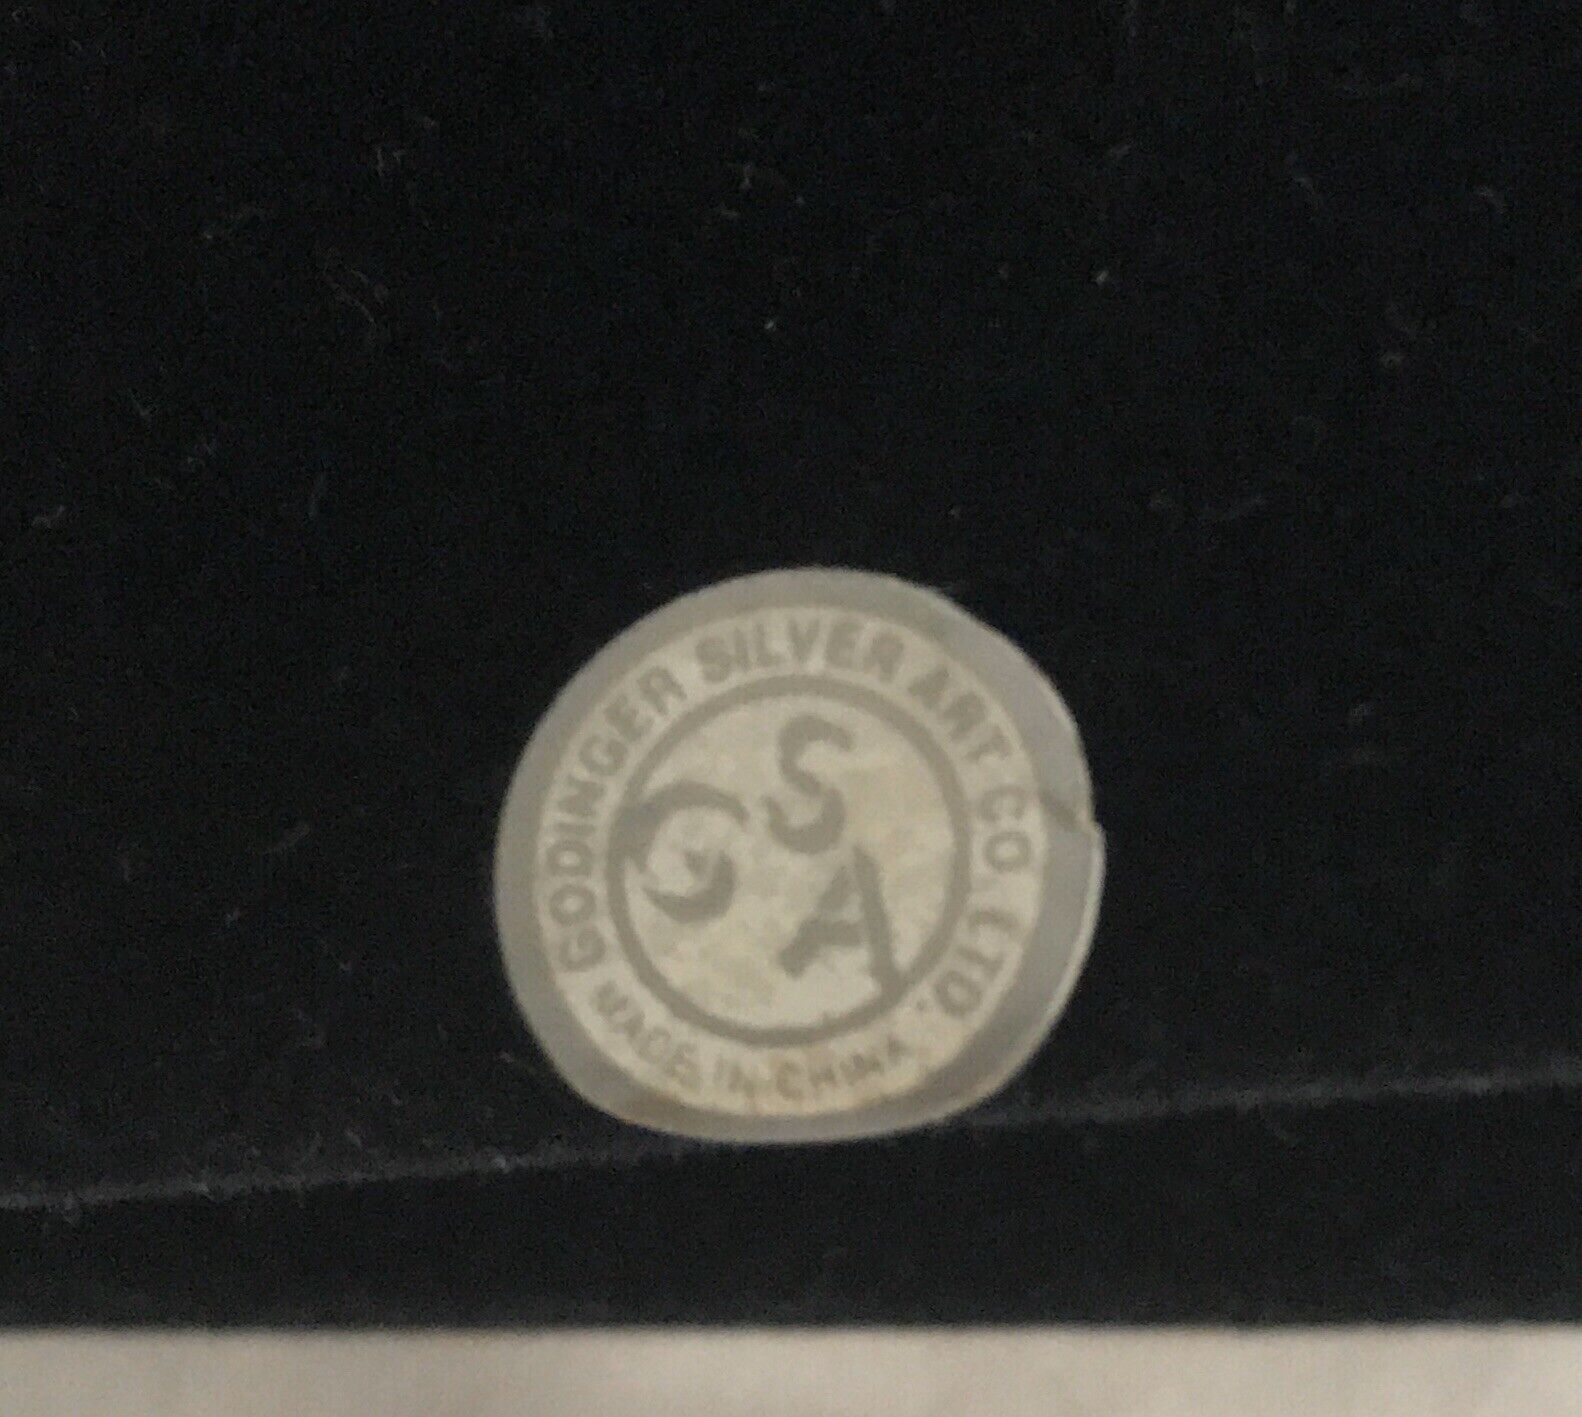 GODINGER SILVER ART CO. LTD.
GSA
MADE IN CHINA